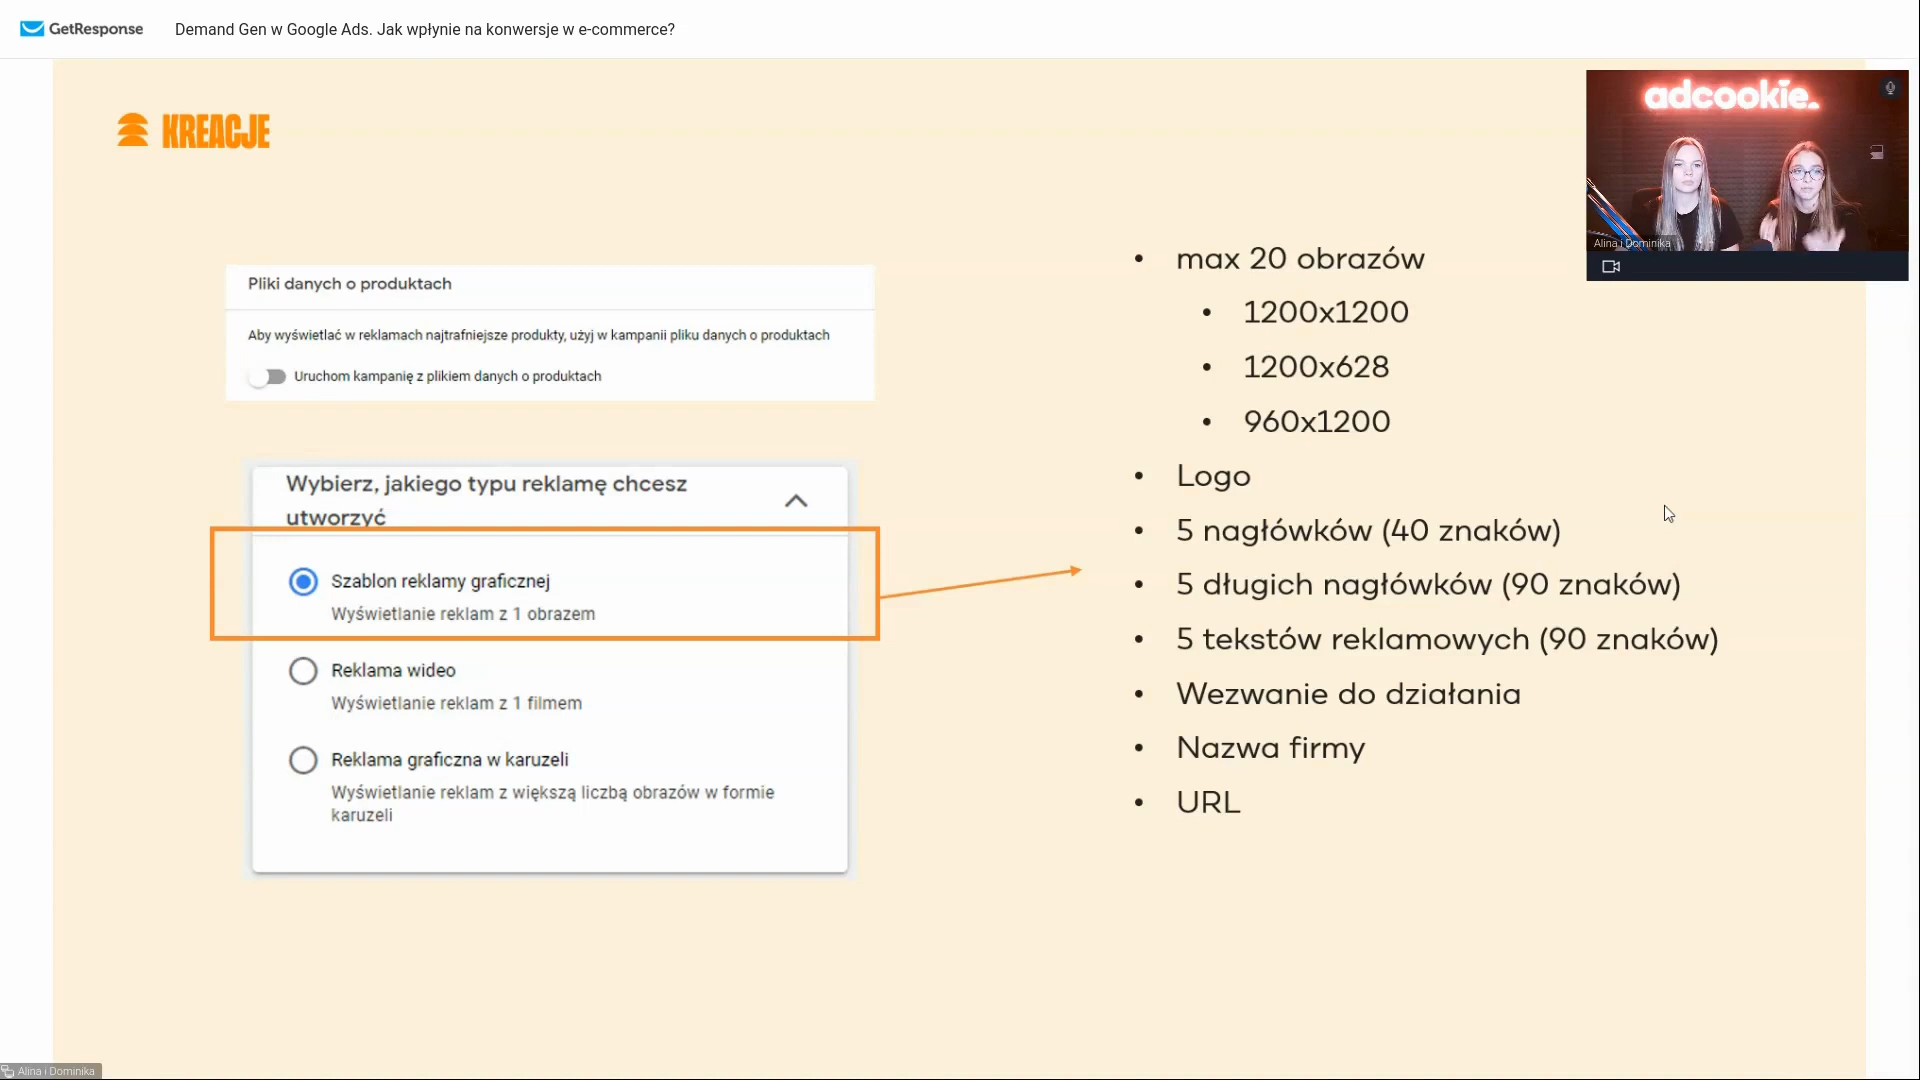 GetResponse
Demand Gen w Google Ads. Jak wpłynie na konwersje w e-commerce?
KREACJE
adcookie.
Alina i Dominika
Pliki danych o produktach
Aby wyświetlać w reklamach najtrafniejsze produkty, użyj w kampanii pliku danych o produktach
Uruchom kampanię z plikiem danych o produktach
Wybierz, jakiego typu reklamę chcesz
utworzyć
Szablon reklamy graficznej
Wyświetlanie reklam z 1 obrazem
Reklama wideo
Wyświetlanie reklam z 1 filmem
Reklama graficzna w karuzeli
Wyświetlanie reklam z większą liczbą obrazów w formie
karuzeli
• max 20 obrazów
• 1200x1200
• 1200x628
• 960x1200
• Logo
• 5 nagłówków (40 znaków)
• 5 długich nagłówków (90 znaków)
• 5 tekstów reklamowych (90 znaków)
• Wezwanie do działania
• Nazwa firmy
• URL
Alina i Dominika